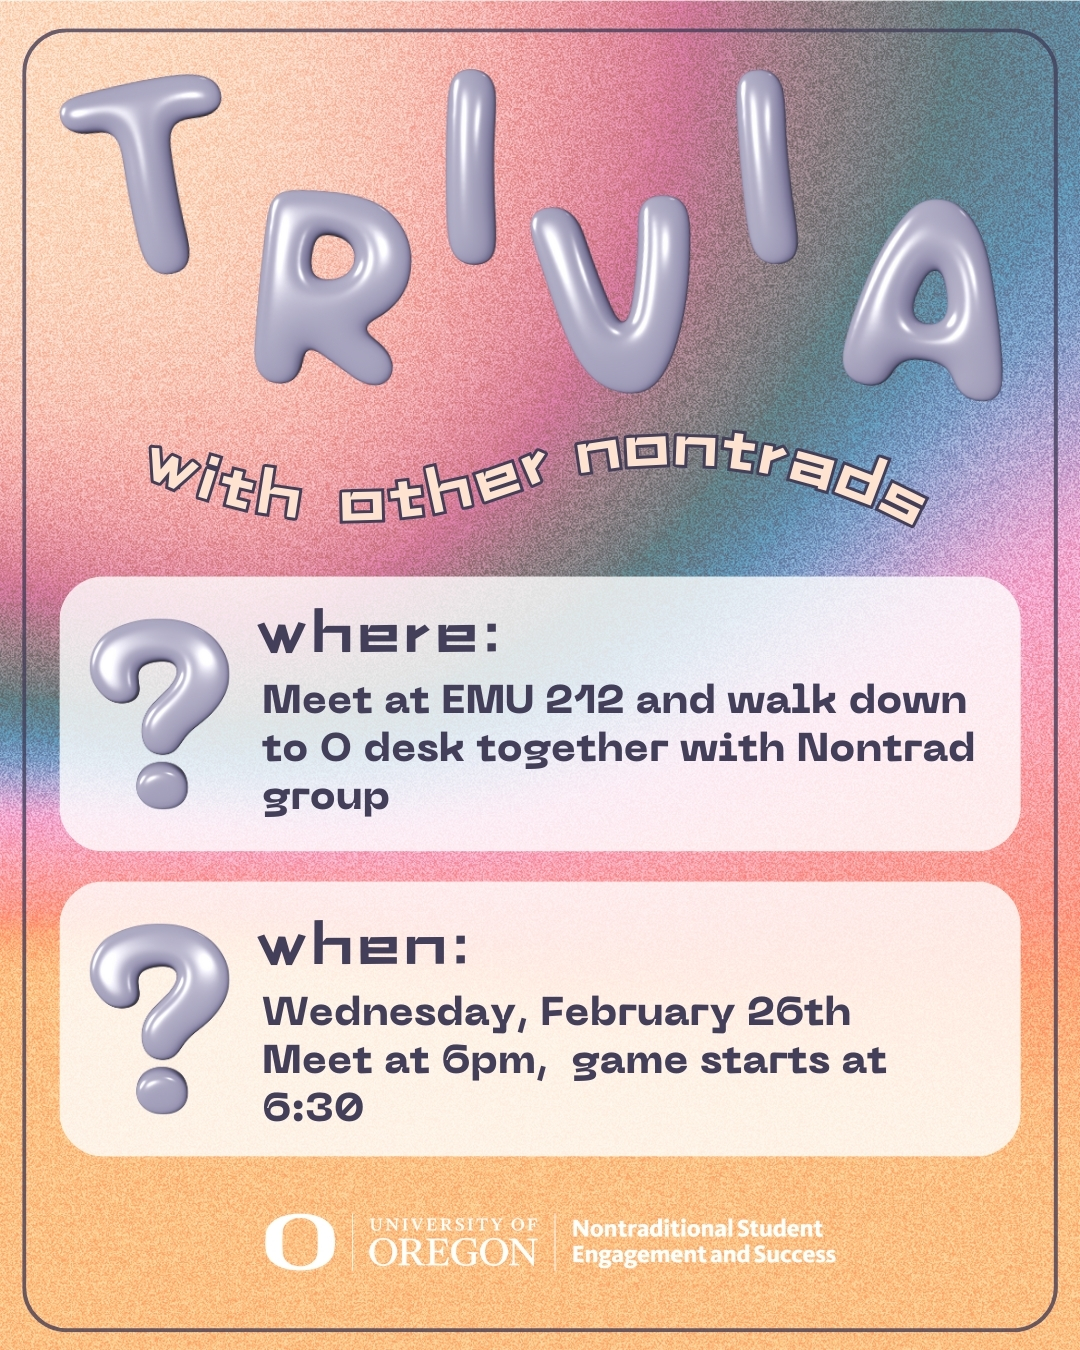 TRIVIA
with other nontrads
where:
Meet at EMU 212 and walk down
to O desk together with Nontrad
group
when:
Wednesday, February 26th
Meet at 6pm,  game starts at
6:30
O
UNIVERSITY OF
OREGON
Nontraditional Student
Engagement and Success